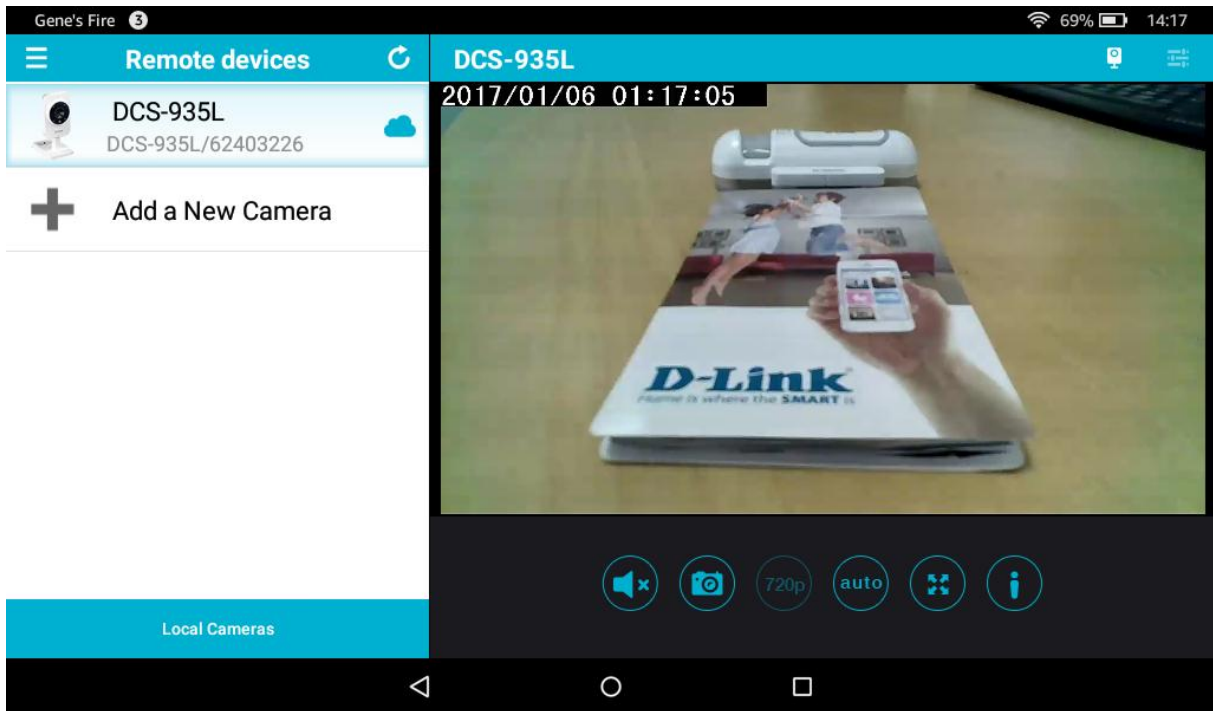 Gene's Fire 3 69% 14:17
Remote devices
DCS-935L
DCS-935L/62403226
Add a New Camera
Local Cameras
DCS-935L
2017/01/06 01:17:05
D-Link
Home is where the SMART is
720p auto